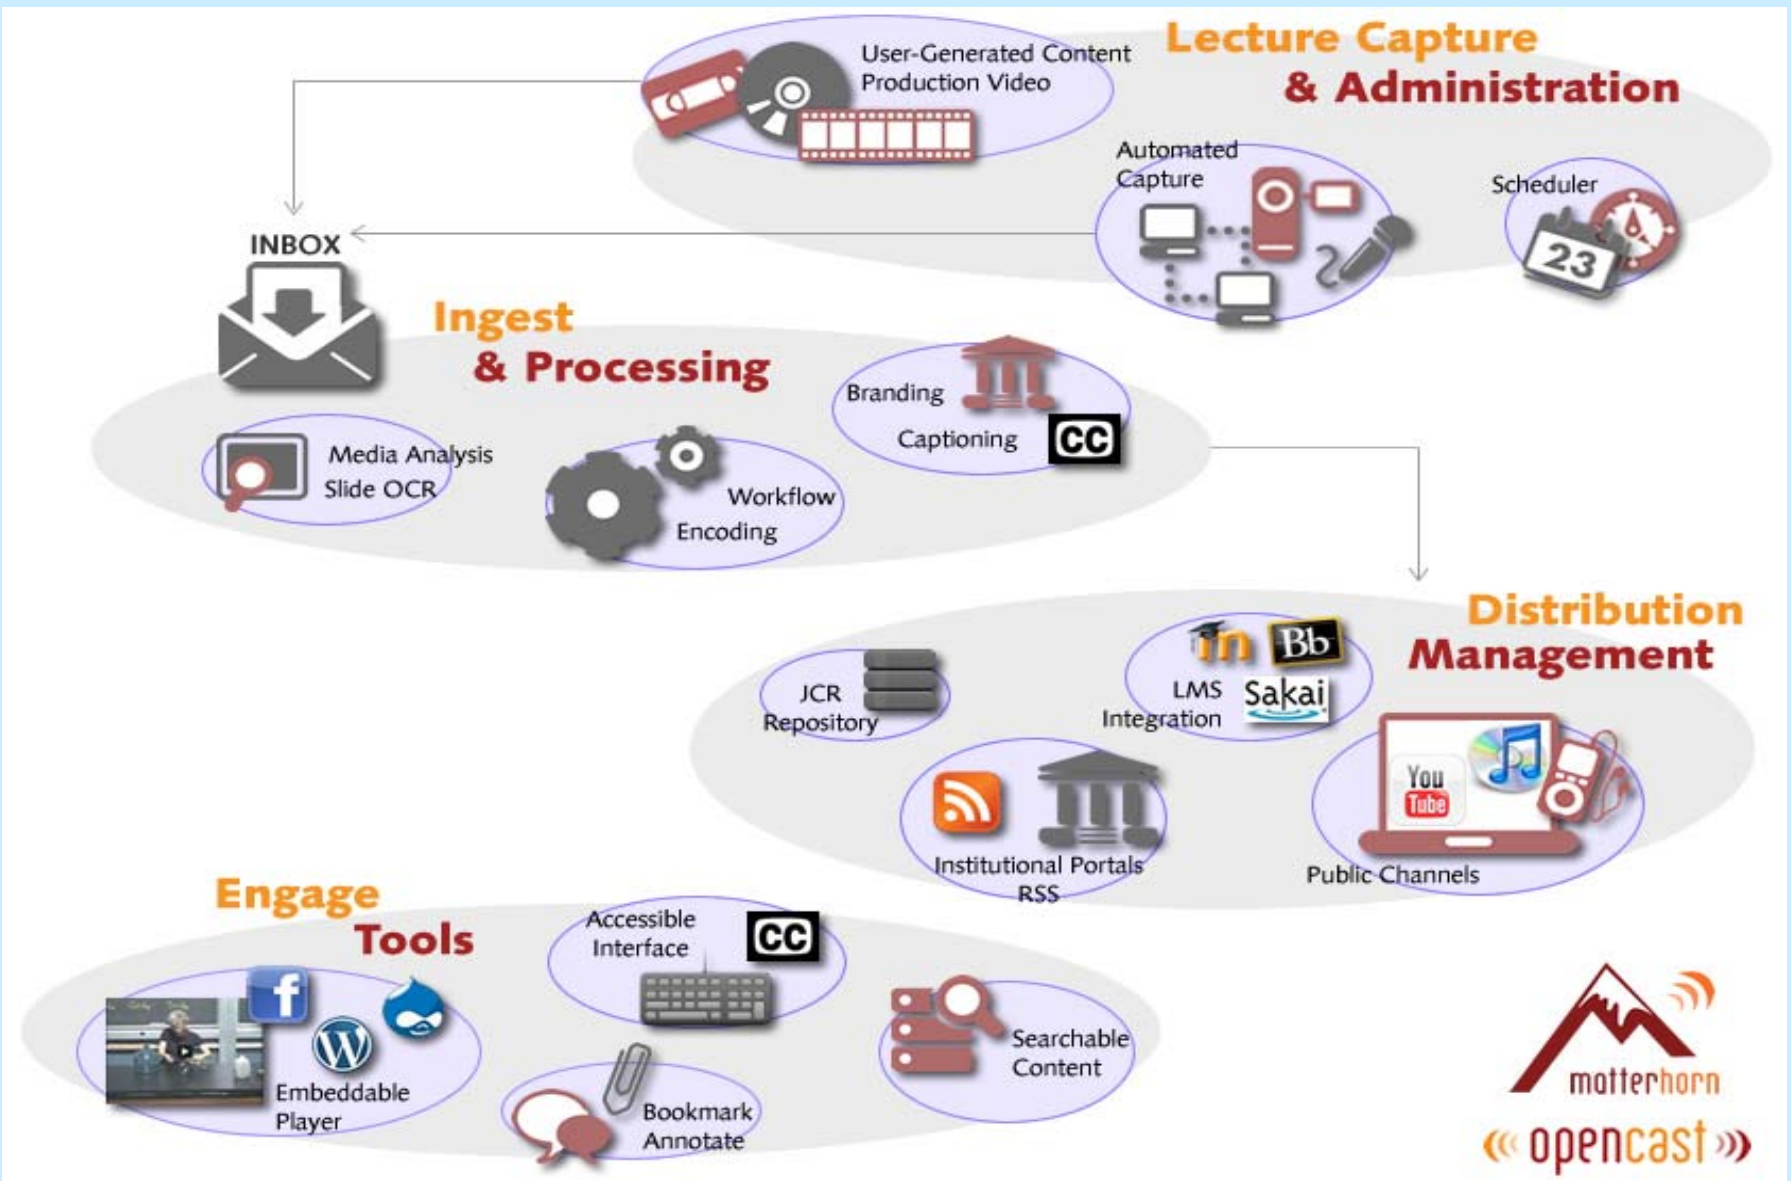 Lecture Capture
& Administration
User-Generated Content
Production Video
Automated
Capture
Scheduler
23
INBOX
Ingest
& Processing
Branding
Captioning
CC
Media Analysis
Slide OCR
Workflow
Encoding
Distribution
Management
JCR
Repository
Bb
LMS
Integration
Sakai
You
Tube
Institutional Portals
RSS
Public Channels
Engage
Tools
Accessible
Interface
CC
f
W
Embeddable
Player
Bookmark
Annotate
Searchable
Content
matterhorn
opencast